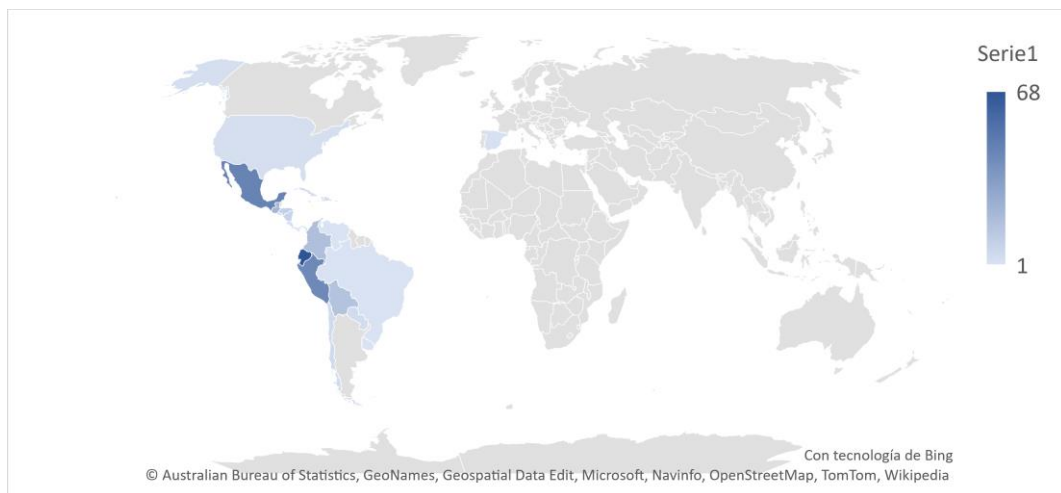 Serie1
68
1
Con tecnología de Bing
© Australian Bureau of Statistics, GeoNames, Geospatial Data Edit, Microsoft, Navinfo, OpenStreetMap, TomTom, Wikipedia